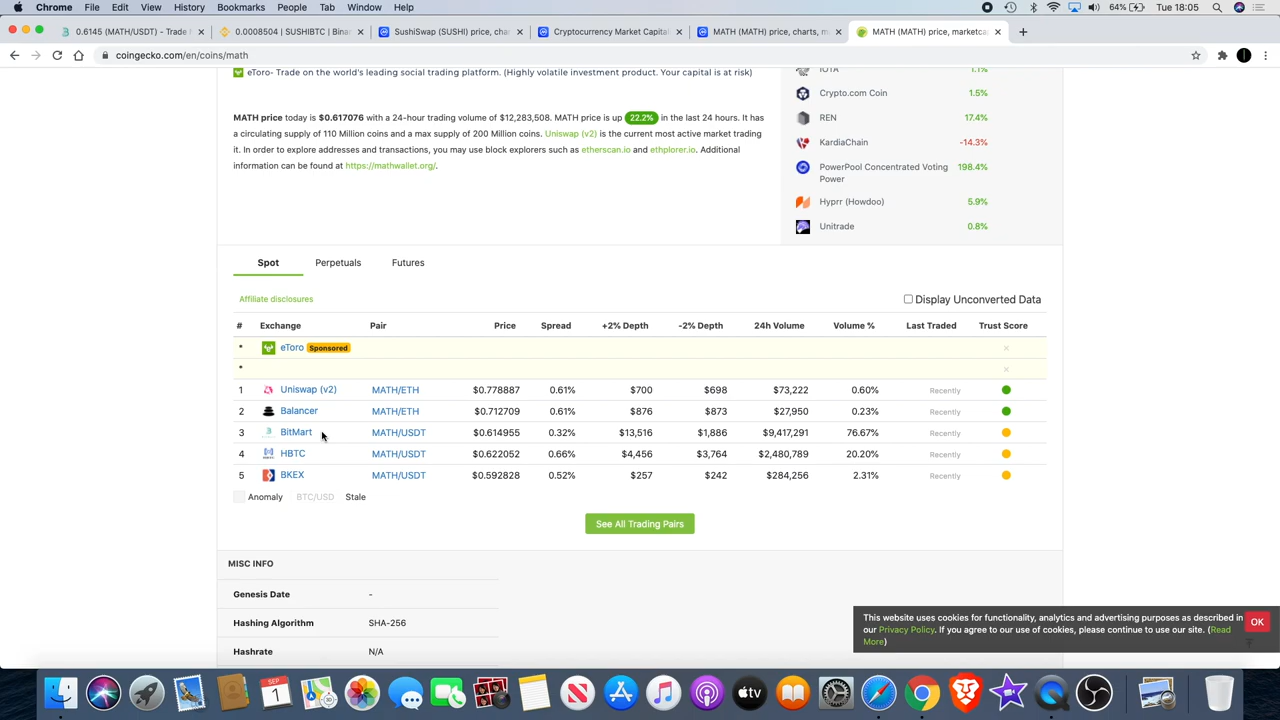 Chrome File Edit View History Bookmarks People Tab Window Help 64% Tue 18:05
0.6145 (MATH/USDT) - Trade H × 0.0008504 | SUSHIBTC | Binan × SushiSwap (SUSHI) price, char × Cryptocurrency Market Capital × MATH (MATH) price, charts, m × MATH (MATH) price, marketca × +
coingecko.com/en/coins/math
eToro- Trade on the world's leading social trading platform. (Highly volatile investment product. Your capital is at risk)
MATH price today is $0.617076 with a 24-hour trading volume of $12,283,508. MATH price is up 22.2% in the last 24 hours. It has
a circulating supply of 110 Million coins and a max supply of 200 Million coins. Uniswap (v2) is the current most active market trading
it. In order to explore addresses and transactions, you may use block explorers such as etherscan.io and ethplorer.io. Additional
information can be found at https://mathwallet.org/.
IOTA 1.1%
Crypto.com Coin 1.5%
REN 17.4%
KardiaChain -14.3%
PowerPool Concentrated Voting 198.4%
Power
Hyprr (Howdoo) 5.9%
Unitrade 0.8%
Spot Perpetuals Futures
Affiliate disclosures Display Unconverted Data
# Exchange Pair Price Spread +2% Depth -2% Depth 24h Volume Volume % Last Traded Trust Score
* eToro Sponsored ×
* ×
1 Uniswap (v2) MATH/ETH $0.778887 0.61% $700 $698 $73,222 0.60% Recently
2 Balancer MATH/ETH $0.712709 0.61% $876 $873 $27,950 0.23% Recently
3 BitMart MATH/USDT $0.614955 0.32% $13,516 $1,886 $9,417,291 76.67% Recently
4 HBTC MATH/USDT $0.622052 0.66% $4,456 $3,764 $2,480,789 20.20% Recently
5 BKEX MATH/USDT $0.592828 0.52% $257 $242 $284,256 2.31% Recently
Anomaly BTC/USD Stale
See All Trading Pairs
MISC INFO
Genesis Date -
Hashing Algorithm SHA-256
Hashrate N/A
This website uses cookies for functionality, analytics and advertising purposes as described in
our Privacy Policy. If you agree to our use of cookies, please continue to use our site. (Read
More)
OK
SEP
1
tv